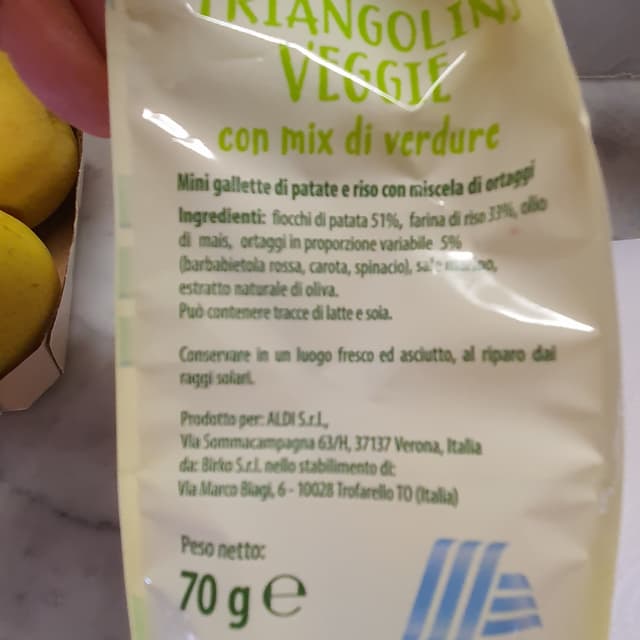 TRIANGOLINI
VEGGIE
con mix di verdure
Mini gallette di patate e riso con miscela di ortaggi
Ingredienti: fiocchi di patata 51%, farina di riso 33%, olio
di mais, ortaggi in proporzione variabile 5%
(barbabietola rossa, carota, spinacio), sale
estratto naturale di oliva.
Può contenere tracce di latte e soia.
Conservare in un luogo fresco ed asciutto, al riparo dai
raggi solari.
Prodotto per: ALDI S.r.l.,
Via Sommacampagna 63/H, 37137 Verona, Italia
da: Birko S.r.l. nello stabilimento di:
Via Marco Biagi, 6 - 10028 Trofarello TO (Italia)
Peso netto:
70 g e